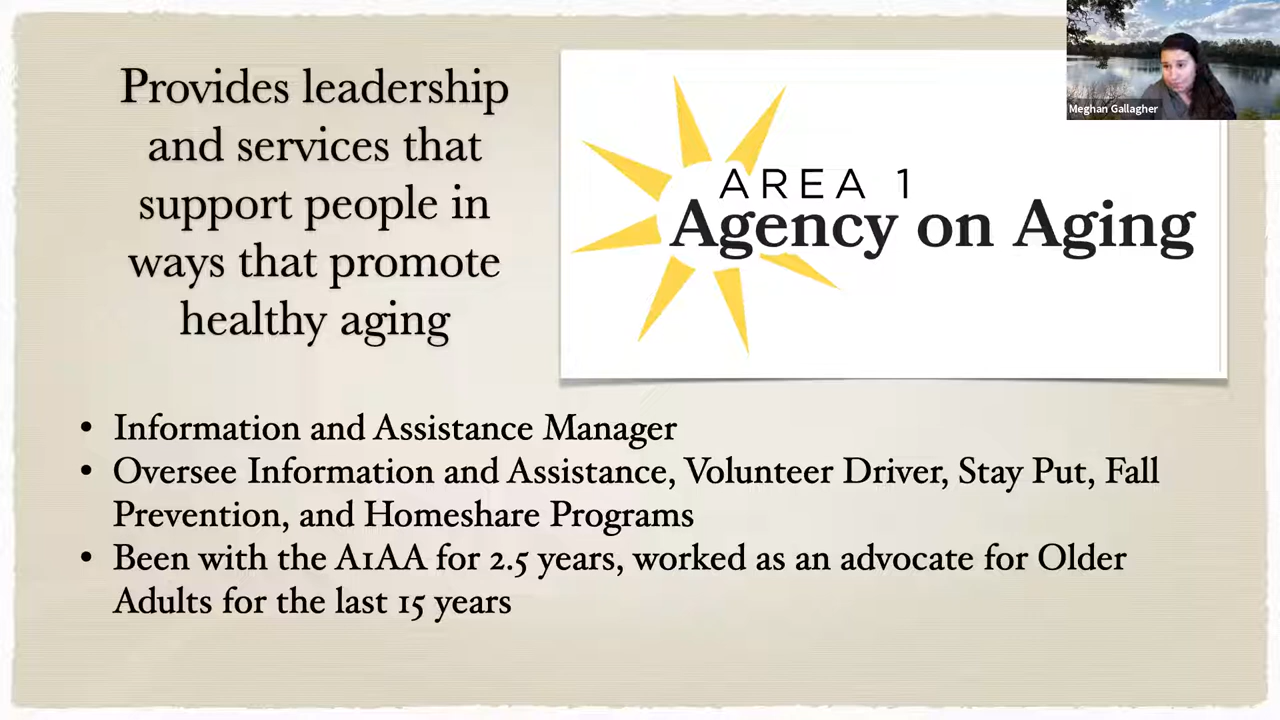 Provides leadership
and services that
support people in
ways that promote
healthy aging
AREA 1
Agency on Aging
Meghan Gallagher
• Information and Assistance Manager
• Oversee Information and Assistance, Volunteer Driver, Stay Put, Fall
Prevention, and Homeshare Programs
• Been with the A1AA for 2.5 years, worked as an advocate for Older
Adults for the last 15 years